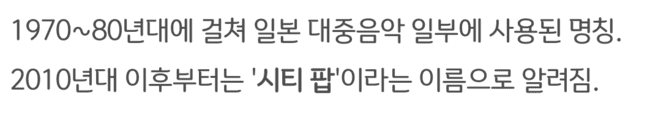 1970~80년대에 걸쳐 일본 대중음악 일부에 사용된 명칭.
2010년대 이후부터는 '시티 팝'이라는 이름으로 알려짐.